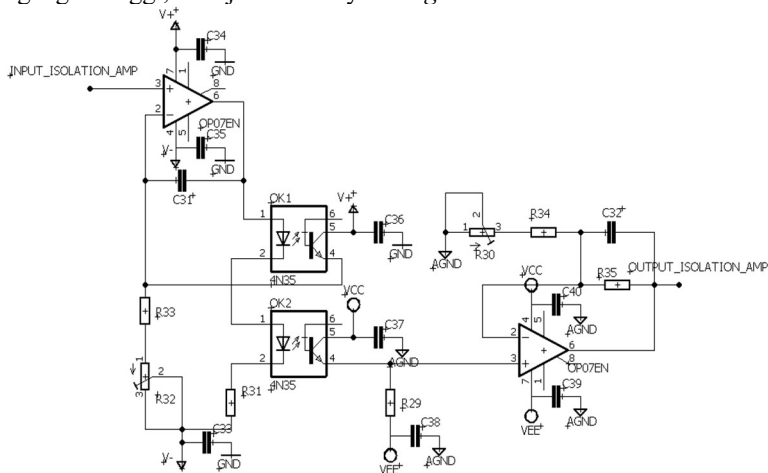 V+
C34
GND
INPUT_ISOLATION_AMP
7
1
8
3
6
2
OP07EN
4
5
C35
V-
GND
C31
OK1
V+
1
6
5
C36
2
4
GND
4N35
OK2
VCC
1
6
5
C37
2
4
AGND
4N35
R33
1
2
3
R32
R31
R29
C33
V-
GND
C38
VEE
AGND
2
1
3
R30
AGND
R34
C32
R35
OUTPUT_ISOLATION_AMP
VCC
C40
AGND
4
5
2
6
3
8
OP07EN
7
1
C39
VEE
AGND